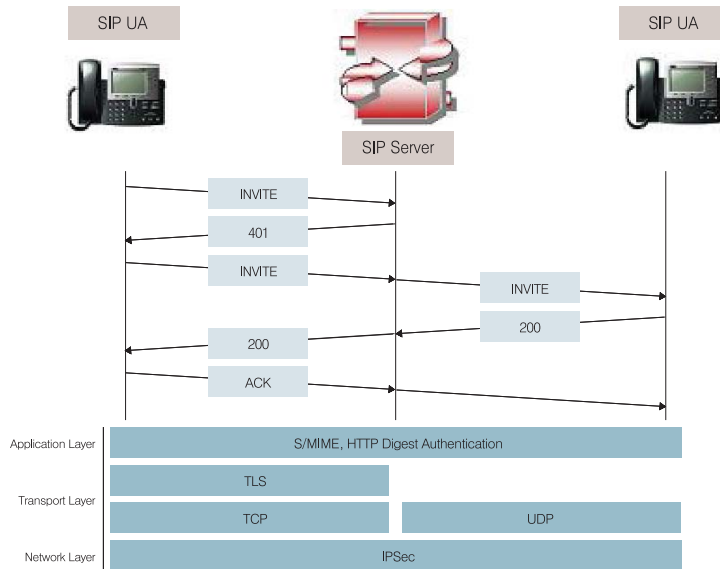 SIP UA
SIP UA
SIP Server
INVITE
401
INVITE
INVITE
200
200
ACK
Application Layer
S/MIME, HTTP Digest Authentication
TLS
Transport Layer
TCP
UDP
Network Layer
IPSec